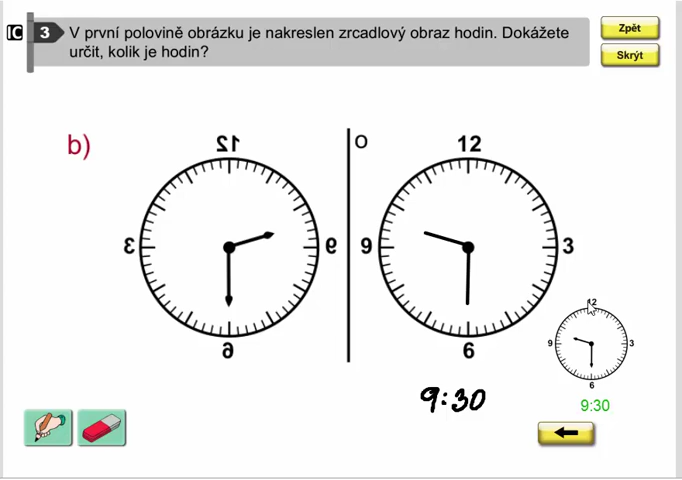 3 V první polovině obrázku je nakreslen zrcadlový obraz hodin. Dokážete
určit, kolik je hodin?
Zpět
Skrýt
b)
12
3
9
6
O
12
9
3
6
12
9
3
6
9:30
9:30